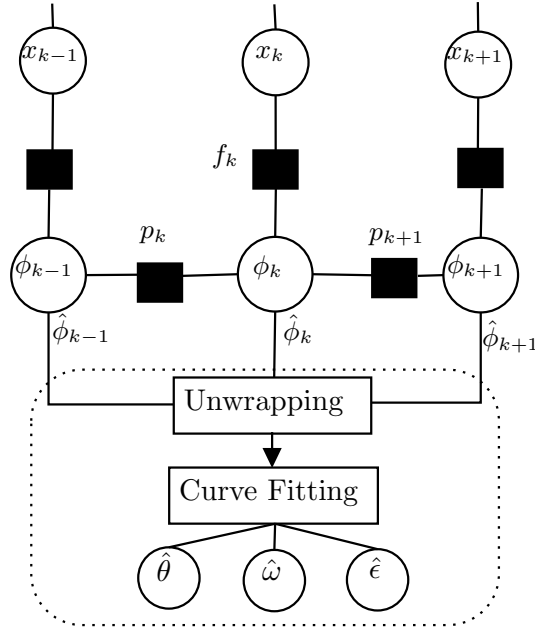 x_{k-1} x_k x_{k+1}
f_k
p_k p_{k+1}
ϕ_{k-1} ϕ_k ϕ_{k+1}
ϕ̂_{k-1} ϕ̂_k ϕ̂_{k+1}
Unwrapping
Curve Fitting
θ̂ ω̂ ϵ̂